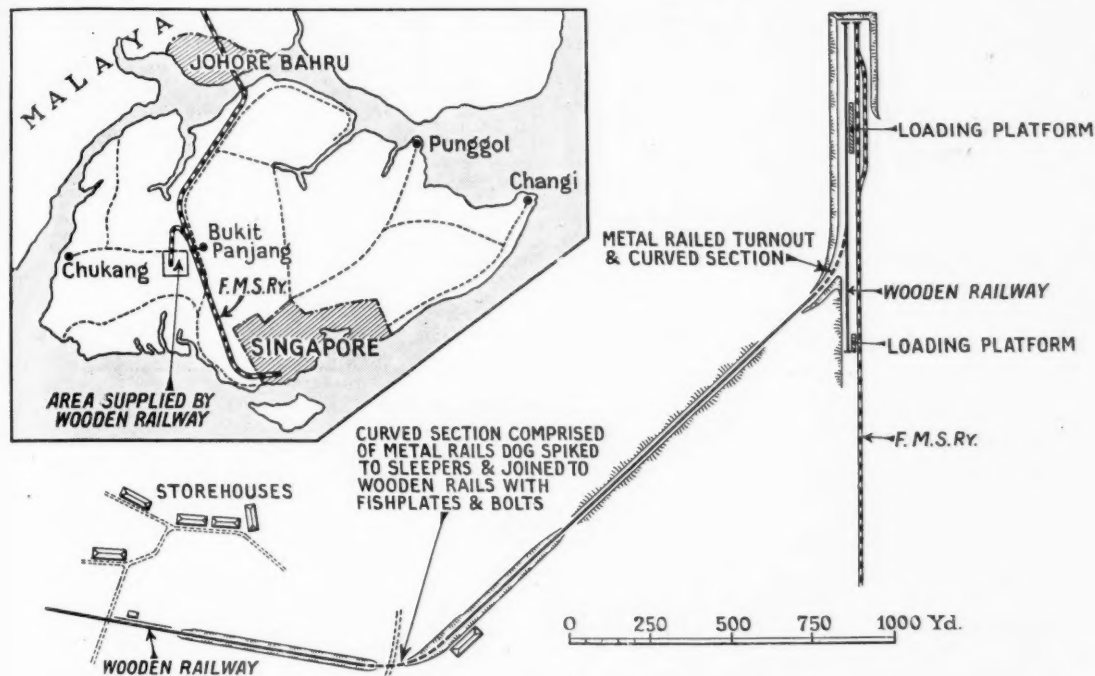 MALAYA
JOHORE BAHRU
Punggol
Changi
Bukit
Panjang
Chukang
F.M.S.Ry.
SINGAPORE
AREA SUPPLIED BY
WOODEN RAILWAY
LOADING PLATFORM
METAL RAILED TURNOUT
& CURVED SECTION
WOODEN RAILWAY
LOADING PLATFORM
F.M.S.Ry.
CURVED SECTION COMPRISED
OF METAL RAILS DOG SPIKED
TO SLEEPERS & JOINED TO
WOODEN RAILS WITH
FISHPLATES & BOLTS
STOREHOUSES
WOODEN RAILWAY
0 250 500 750 1000 Yd.